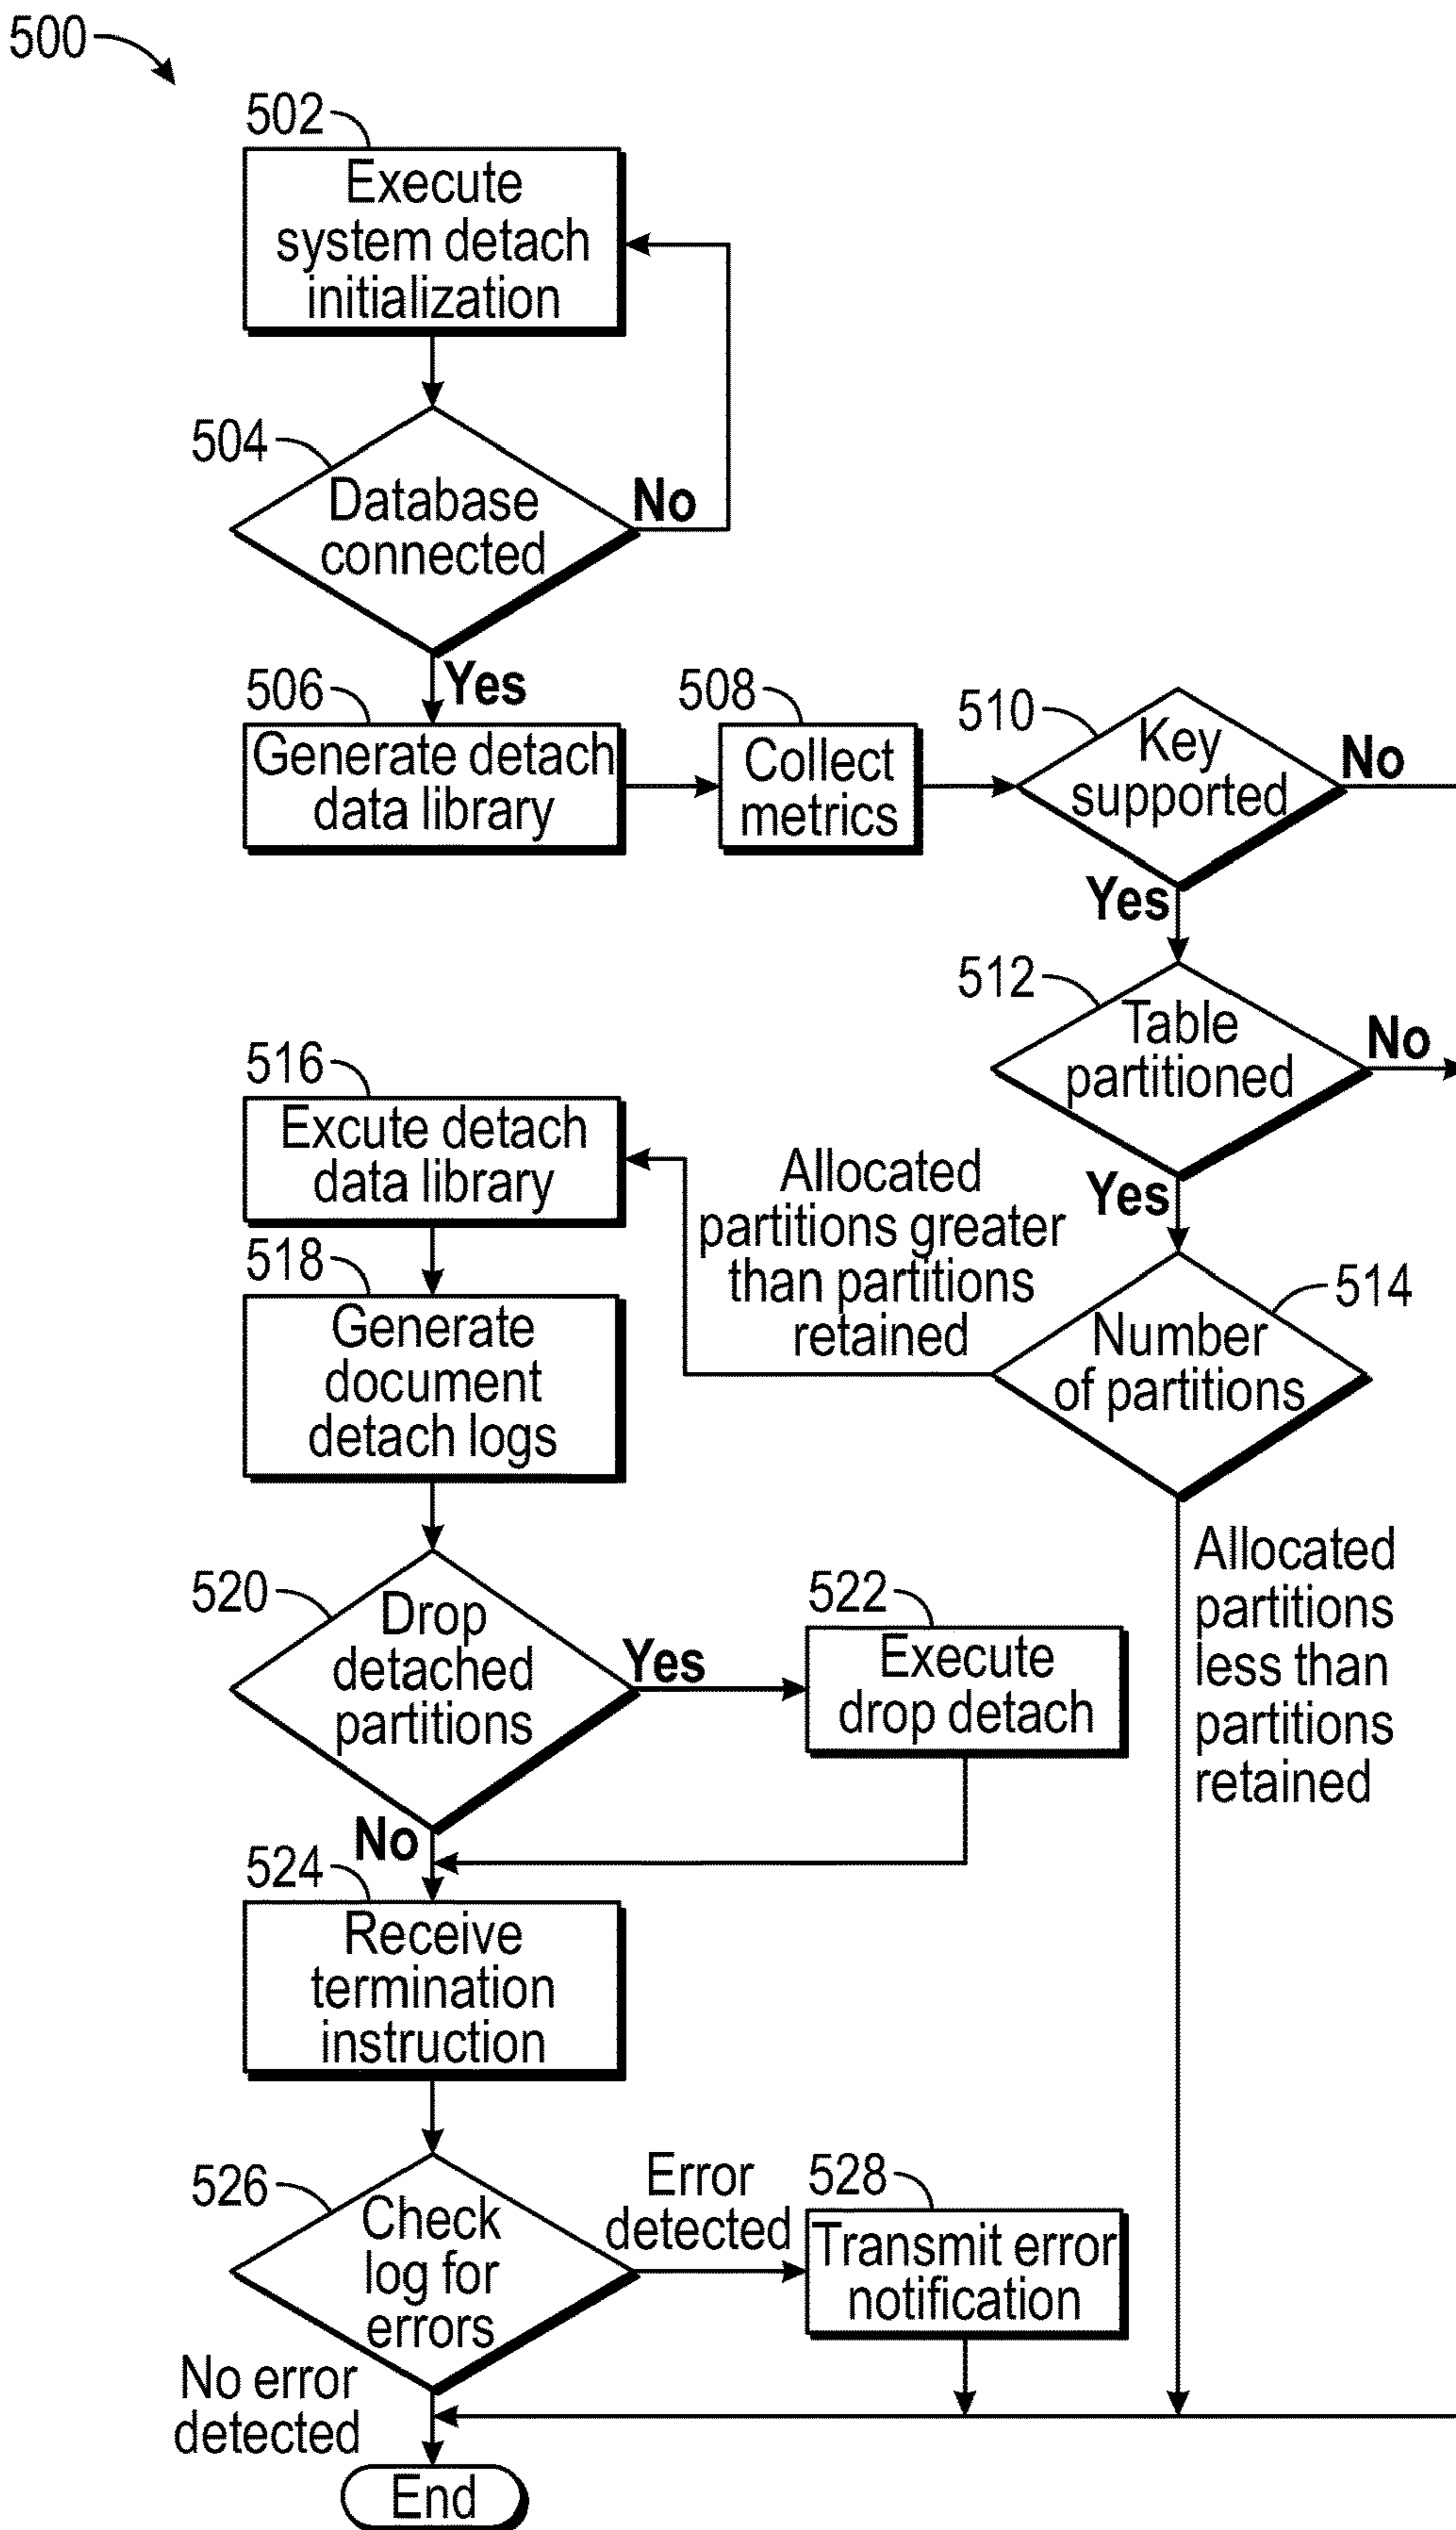 500
502
Execute
system detach
initialization
504
Database
connected
No
Yes
506
Generate detach
data library
508
Collect
metrics
510
Key
supported
No
Yes
512
Table
partitioned
No
Yes
514
Number
of partitions
Allocated
partitions greater
than partitions
retained
Allocated
partitions
less than
partitions
retained
516
Excute detach
data library
518
Generate
document
detach logs
520
Drop
detached
partitions
Yes
No
522
Execute
drop detach
524
Receive
termination
instruction
526
Check
log for
errors
Error
detected
528
Transmit error
notification
No error
detected
End